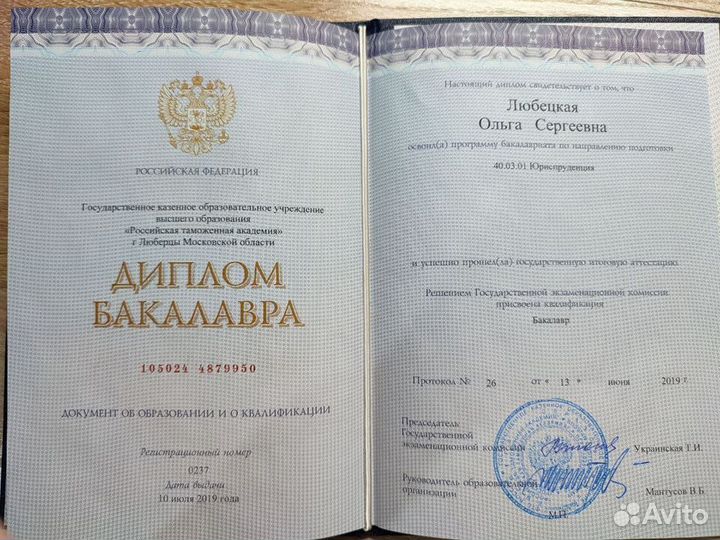 РОССИЙСКАЯ ФЕДЕРАЦИЯ
Государственное казенное образовательное учреждение
высшего образования
«Российская таможенная академия»
г Люберцы Московской области
ДИПЛОМ
БАКАЛАВРА
105024 4879950
ДОКУМЕНТ ОБ ОБРАЗОВАНИИ И О КВАЛИФИКАЦИИ
Регистрационный номер
0237
Дата выдачи
10 июля 2019 года
Настоящий диплом свидетельствует о том, что
Любецкая
Ольга Сергеевна
освоил(а) программу бакалавриата по направлению подготовки
40.03.01 Юриспруденция
и успешно прошел(ла) государственную итоговую аттестацию
Решением Государственной экзаменационной комиссии
присвоена квалификация
Бакалавр
Протокол № 26 от « 13 » июня 2019 г.
Председатель
Государственной
экзаменационной комиссии Украинская Т.И.
Руководитель образовательной
организации Мантусов В.Б.
М.П.
Avito